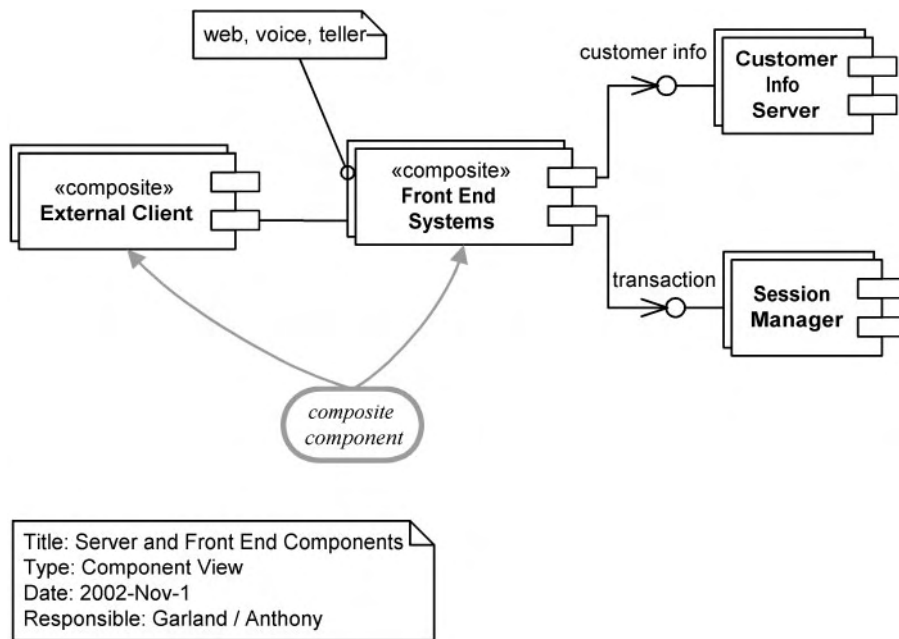 web, voice, teller
customer info
Customer
Info
Server
«composite»
External Client
«composite»
Front End
Systems
transaction
Session
Manager
composite
component
Title: Server and Front End Components
Type: Component View
Date: 2002-Nov-1
Responsible: Garland / Anthony